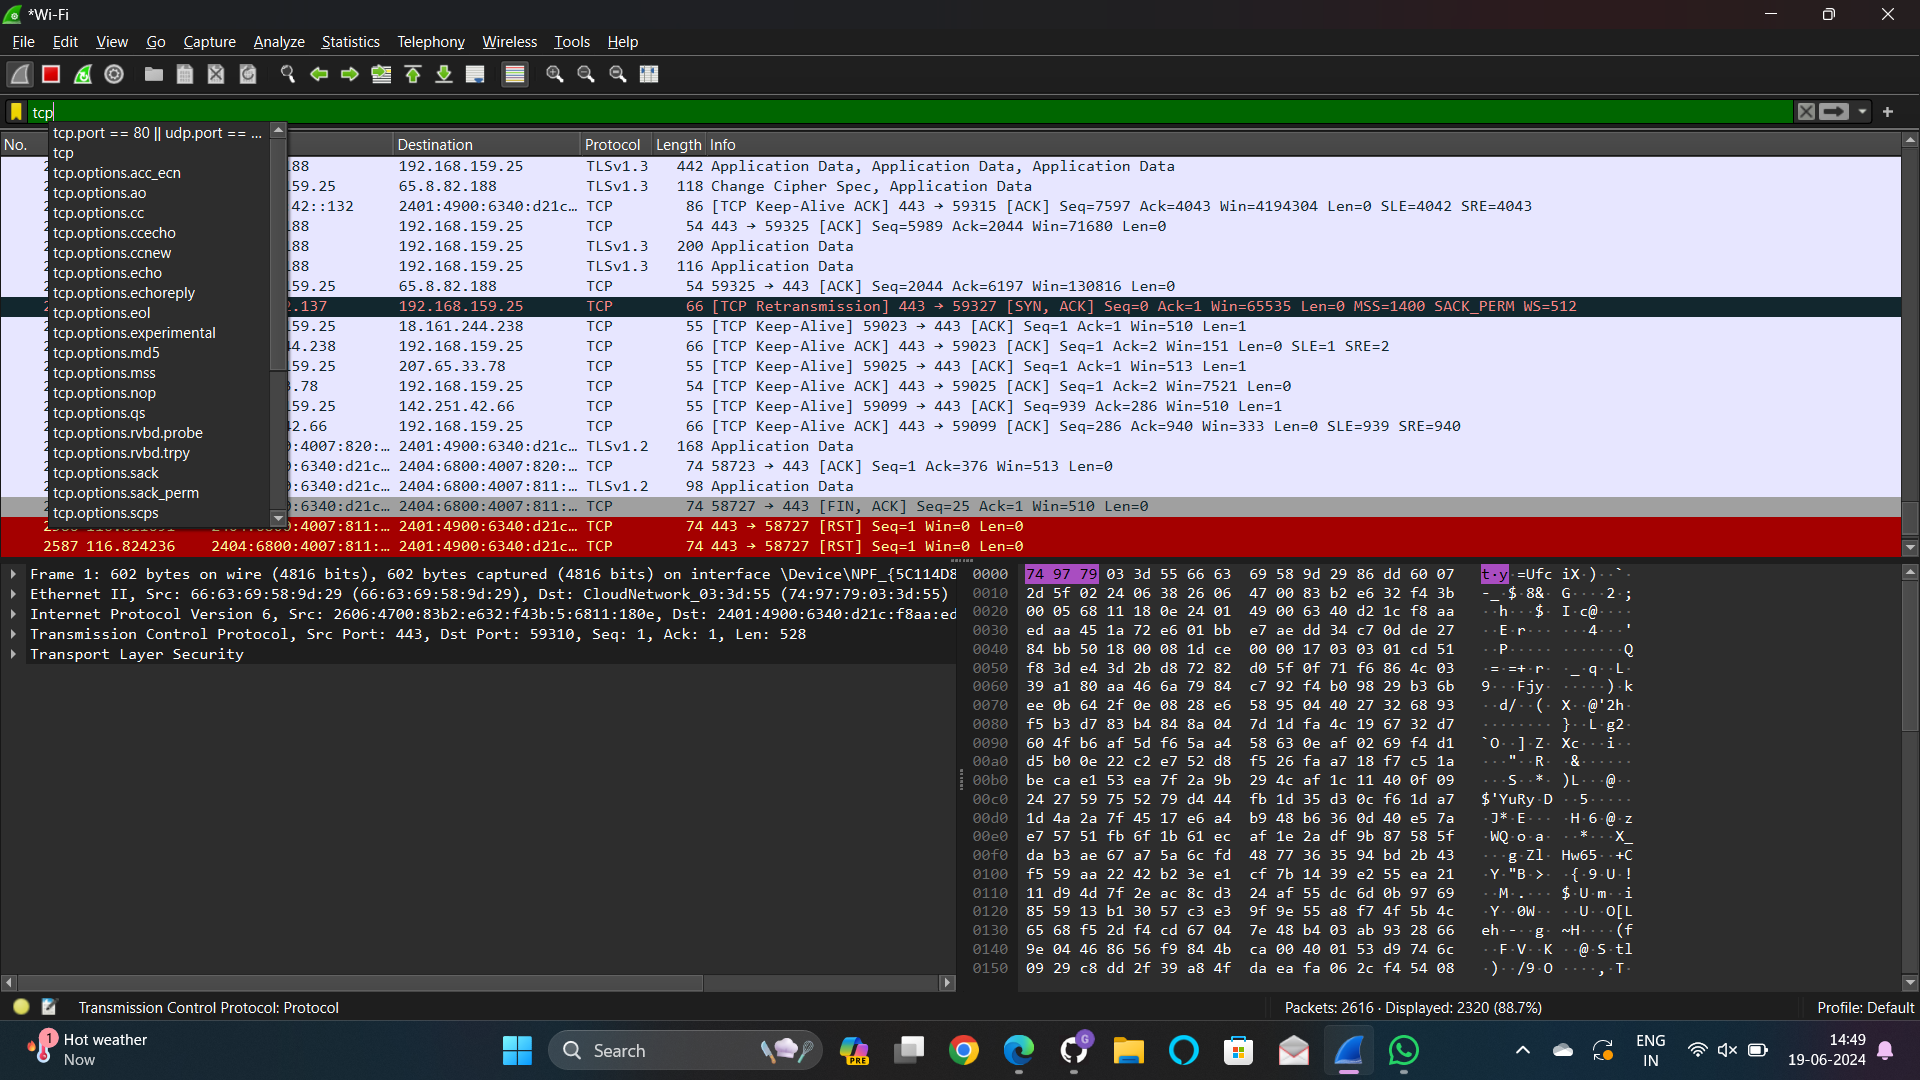 *Wi-Fi
File Edit View Go Capture Analyze Statistics Telephony Wireless Tools Help
tcp
tcp.port == 80 || udp.port == ...
tcp
tcp.options.acc_ecn
tcp.options.ao
tcp.options.cc
tcp.options.ccecho
tcp.options.ccnew
tcp.options.echo
tcp.options.echoreply
tcp.options.eol
tcp.options.experimental
tcp.options.md5
tcp.options.mss
tcp.options.nop
tcp.options.qs
tcp.options.rvbd.probe
tcp.options.rvbd.trpy
tcp.options.sack
tcp.options.sack_perm
tcp.options.scps
No. Destination Protocol Length Info
188 192.168.159.25 TLSv1.3 442 Application Data, Application Data, Application Data
159.25 65.8.82.188 TLSv1.3 118 Change Cipher Spec, Application Data
42::132 2401:4900:6340:d21c… TCP 86 [TCP Keep-Alive ACK] 443 → 59315 [ACK] Seq=7597 Ack=4043 Win=4194304 Len=0 SLE=4042 SRE=4043
188 192.168.159.25 TCP 54 443 → 59325 [ACK] Seq=5989 Ack=2044 Win=71680 Len=0
188 192.168.159.25 TLSv1.3 200 Application Data
188 192.168.159.25 TLSv1.3 116 Application Data
159.25 65.8.82.188 TCP 54 59325 → 443 [ACK] Seq=2044 Ack=6197 Win=130816 Len=0
2.137 192.168.159.25 TCP 66 [TCP Retransmission] 443 → 59327 [SYN, ACK] Seq=0 Ack=1 Win=65535 Len=0 MSS=1400 SACK_PERM WS=512
159.25 18.161.244.238 TCP 55 [TCP Keep-Alive] 59023 → 443 [ACK] Seq=1 Ack=1 Win=510 Len=1
44.238 192.168.159.25 TCP 66 [TCP Keep-Alive ACK] 443 → 59023 [ACK] Seq=1 Ack=2 Win=151 Len=0 SLE=1 SRE=2
159.25 207.65.33.78 TCP 55 [TCP Keep-Alive] 59025 → 443 [ACK] Seq=1 Ack=1 Win=513 Len=1
3.78 192.168.159.25 TCP 54 [TCP Keep-Alive ACK] 443 → 59025 [ACK] Seq=1 Ack=2 Win=7521 Len=0
159.25 142.251.42.66 TCP 55 [TCP Keep-Alive] 59099 → 443 [ACK] Seq=939 Ack=286 Win=510 Len=1
42.66 192.168.159.25 TCP 66 [TCP Keep-Alive ACK] 443 → 59099 [ACK] Seq=286 Ack=940 Win=333 Len=0 SLE=939 SRE=940
0:4007:820:… 2401:4900:6340:d21c… TLSv1.2 168 Application Data
0:6340:d21c… 2404:6800:4007:820:… TCP 74 58723 → 443 [ACK] Seq=1 Ack=376 Win=513 Len=0
0:6340:d21c… 2404:6800:4007:811:… TLSv1.2 98 Application Data
0:6340:d21c… 2404:6800:4007:811:… TCP 74 58727 → 443 [FIN, ACK] Seq=25 Ack=1 Win=510 Len=0
:4007:811:… 2401:4900:6340:d21c… TCP 74 443 → 58727 [RST] Seq=1 Win=0 Len=0
2587 116.824236 2404:6800:4007:811:… 2401:4900:6340:d21c… TCP 74 443 → 58727 [RST] Seq=1 Win=0 Len=0
Frame 1: 602 bytes on wire (4816 bits), 602 bytes captured (4816 bits) on interface \Device\NPF_{5C114D8
Ethernet II, Src: 66:63:69:58:9d:29 (66:63:69:58:9d:29), Dst: CloudNetwork_03:3d:55 (74:97:79:03:3d:55)
Internet Protocol Version 6, Src: 2606:4700:83b2:e632:f43b:5:6811:180e, Dst: 2401:4900:6340:d21c:f8aa:ed
Transmission Control Protocol, Src Port: 443, Dst Port: 59310, Seq: 1, Ack: 1, Len: 528
Transport Layer Security
0000 74 97 79 03 3d 55 66 63 69 58 9d 29 86 dd 60 07 t·y·=Ufc iX·)··`·
0010 2d 5f 02 24 06 38 26 06 47 00 83 b2 e6 32 f4 3b -_·$·8&· G····2·;
0020 00 05 68 11 18 0e 24 01 49 00 63 40 d2 1c f8 aa ··h···$· I·c@····
0030 ed aa 45 1a 72 e6 01 bb e7 ae dd 34 c7 0d de 27 ··E·r··· ···4···'
0040 84 bb 50 18 00 08 1d ce 00 00 17 03 03 01 cd 51 ··P····· ·······Q
0050 f8 3d e4 3d 2b d8 72 82 d0 5f 0f 71 f6 86 4c 03 ·=·=+·r· ·_·q··L·
0060 39 a1 80 aa 46 6a 79 84 c7 92 f4 b0 98 29 b3 6b 9···Fjy· ·····)·k
0070 ee 0b 64 2f 0e 08 28 e6 58 95 04 40 27 32 68 93 ··d/··(· X··@'2h·
0080 f5 b3 d7 83 b4 84 8a 04 7d 1d fa 4c 19 67 32 d7 ········ }··L·g2·
0090 60 4f b6 af 5d f6 5a a4 58 63 0e af 02 69 f4 d1 `O··]·Z· Xc···i··
00a0 d5 b0 0e 22 c2 e7 52 d8 f5 26 fa a7 18 f7 c5 1a ···"··R· ·&······
00b0 be ca e1 53 ea 7f 2a 9b 29 4c af 1c 11 40 0f 09 ···S··*· )L···@··
00c0 24 27 59 75 52 79 d4 44 fb 1d 35 d3 0c f6 1d a7 $'YuRy·D ··5·····
00d0 1d 4a 2a 7f 45 17 e6 a4 b9 48 b6 36 0d 40 e5 7a ·J*·E··· ·H·6·@·z
00e0 e7 57 51 fb 6f 1b 61 ec af 1e 2a df 9b 87 58 5f ·WQ·o·a· ··*···X_
00f0 da b3 ae 67 a7 5a 6c fd 48 77 36 35 94 bd 2b 43 ···g·Zl· Hw65··+C
0100 f5 59 aa 22 42 b2 3e e1 cf 7b 14 39 e2 55 ea 21 ·Y·"B·>· ·{·9·U·!
0110 11 d9 4d 7f 2e ac 8c d3 24 af 55 dc 6d 0b 97 69 ··M·.··· $·U·m··i
0120 85 59 13 b1 30 57 c3 e3 9f 9e 55 a8 f7 4f 5b 4c ·Y··0W·· ··U··O[L
0130 65 68 f5 2d f4 cd 67 04 7e 48 b4 03 ab 93 28 66 eh·-··g· ~H····(f
0140 9e 04 46 86 56 f9 84 4b ca 00 40 01 53 d9 74 6c ··F·V··K ··@·S·tl
0150 09 29 c8 dd 2f 39 a8 4f da ea fa 06 2c f4 54 08 ·)··/9·O ····,·T·
Transmission Control Protocol: Protocol
Packets: 2616 · Displayed: 2320 (88.7%)
Profile: Default
1
Hot weather
Now
Search
PRE
G
ENG
IN
14:49
19-06-2024